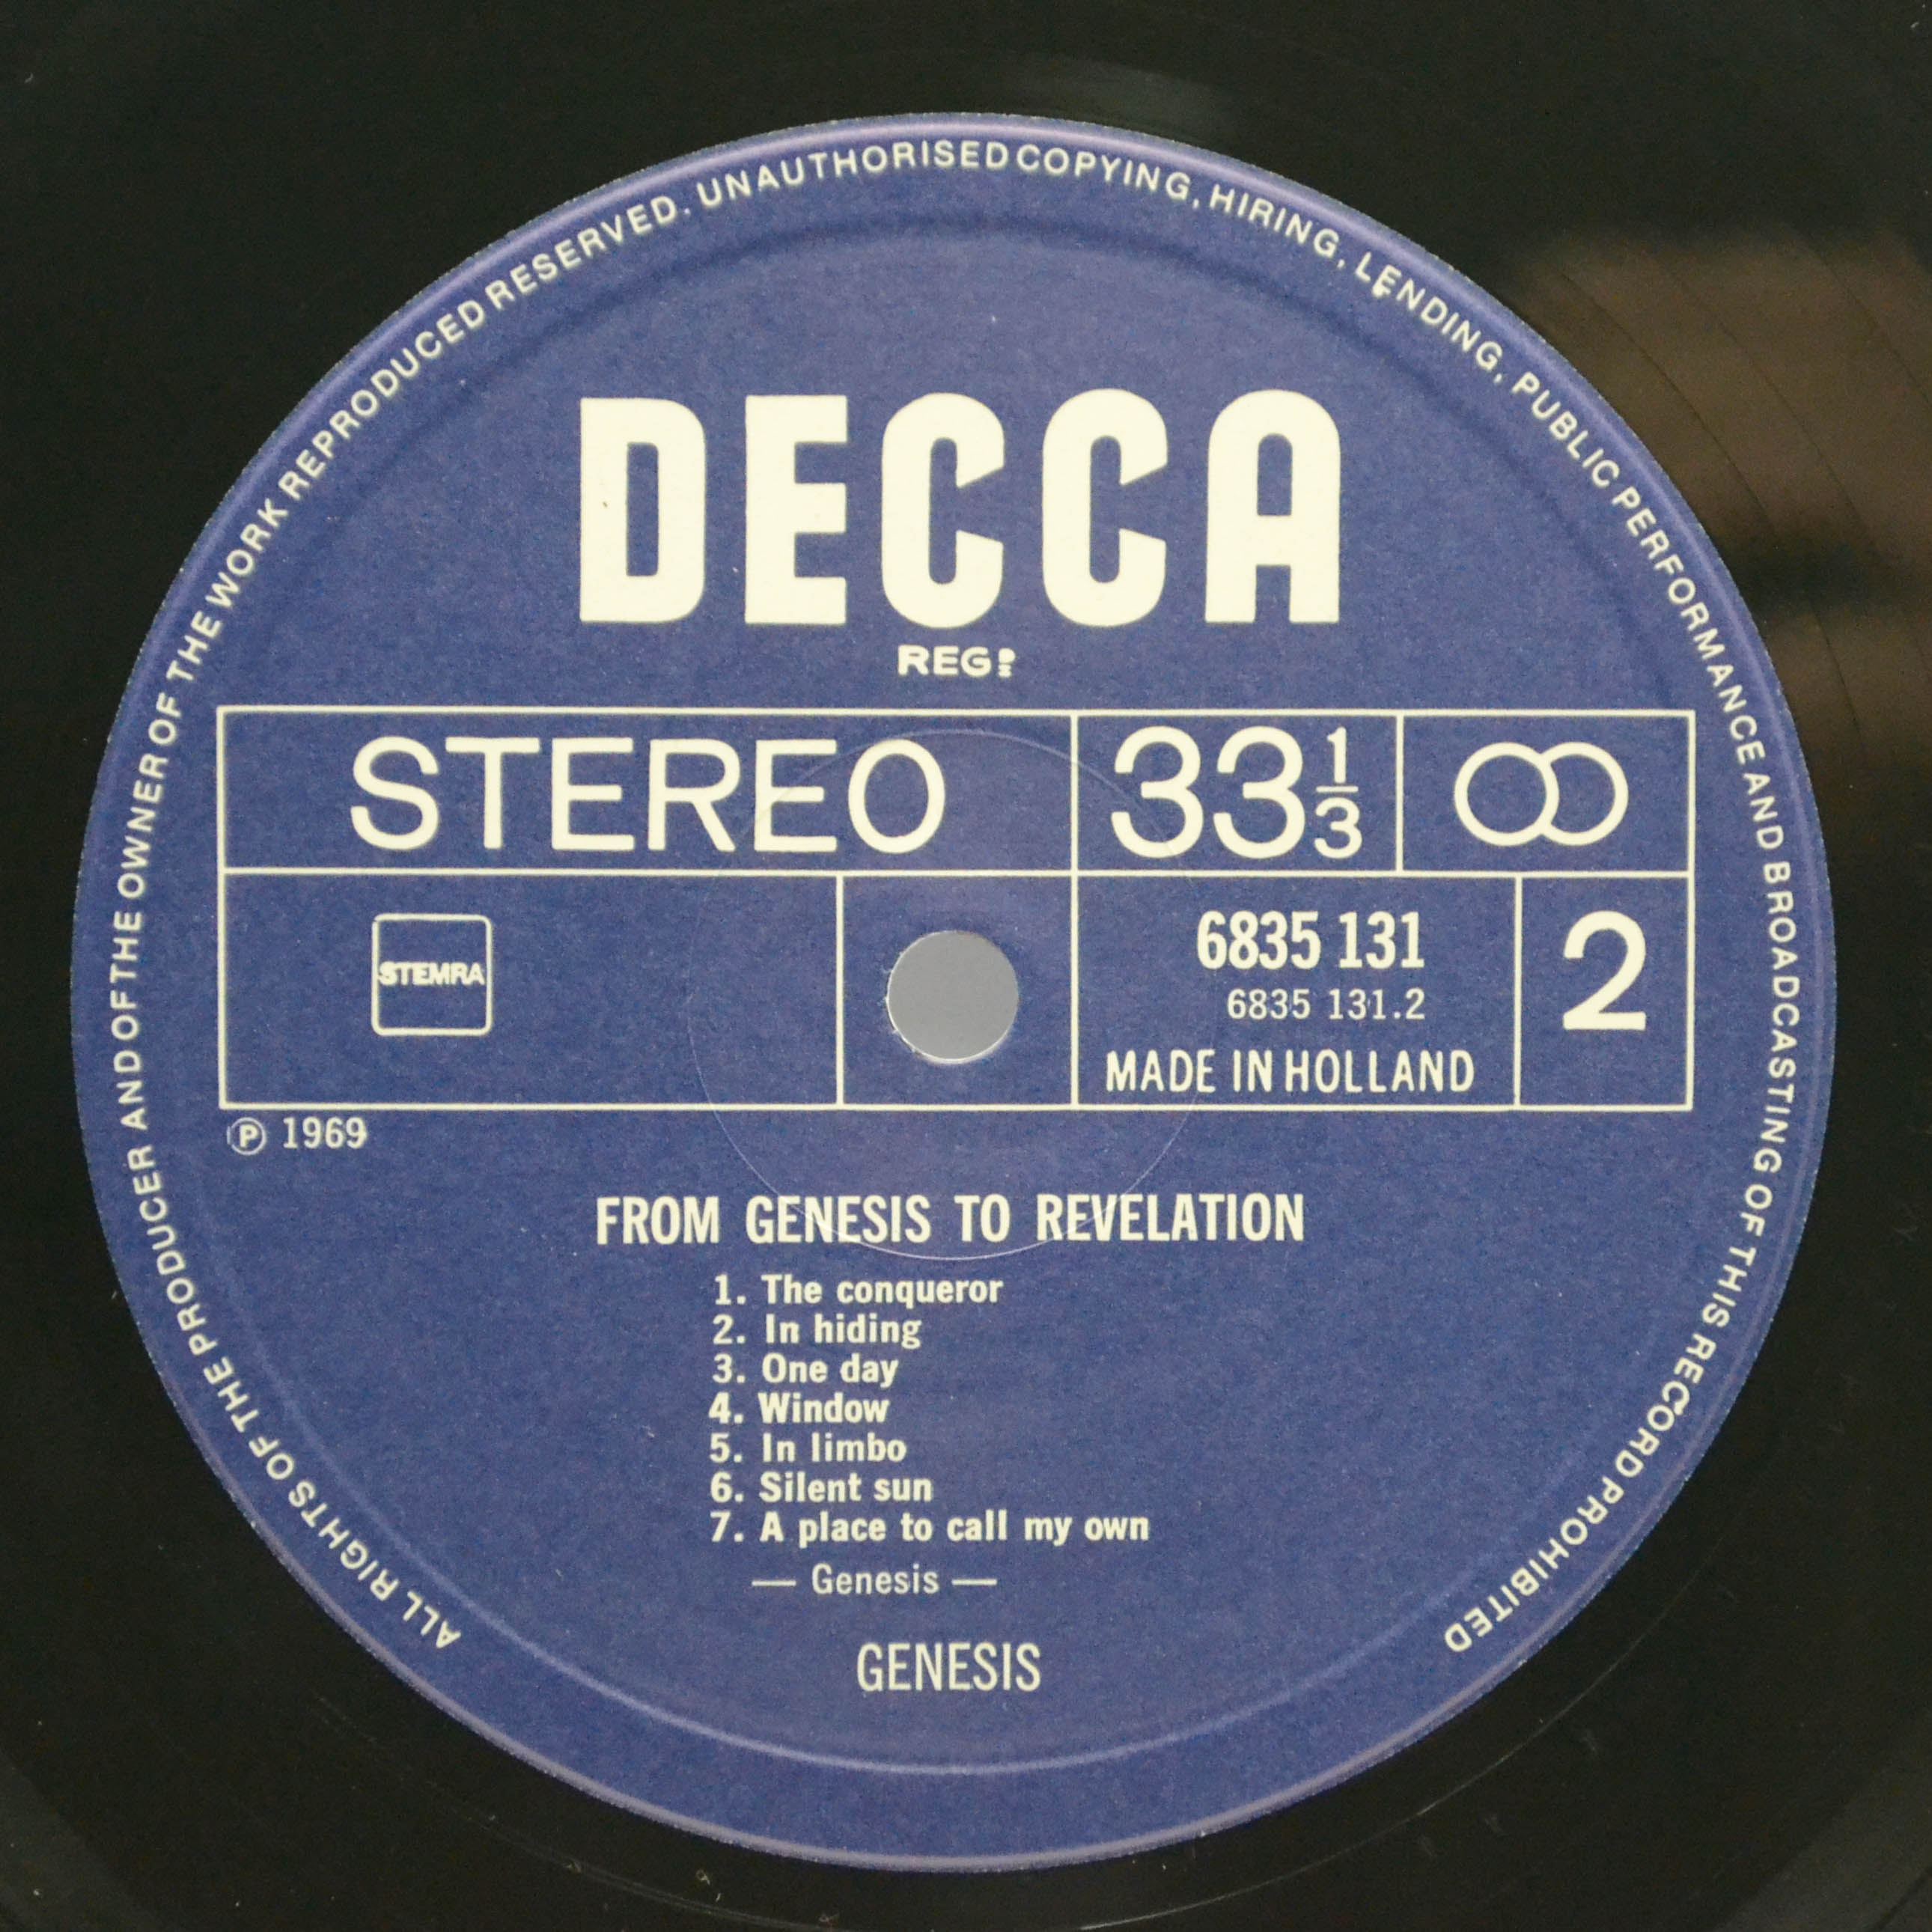 ALL RIGHTS OF THE PRODUCER AND OF THE OWNER OF THE WORK REPRODUCED RESERVED. UNAUTHORISED COPYING, HIRING, LENDING, PUBLIC PERFORMANCE AND BROADCASTING OF THIS RECORD PROHIBITED
DECCA
REGD
STEREO
33 1/3
STEMRA
6835 131
6835 131.2
MADE IN HOLLAND
2
Ⓟ 1969
FROM GENESIS TO REVELATION
1. The conqueror
2. In hiding
3. One day
4. Window
5. In limbo
6. Silent sun
7. A place to call my own
— Genesis —
GENESIS